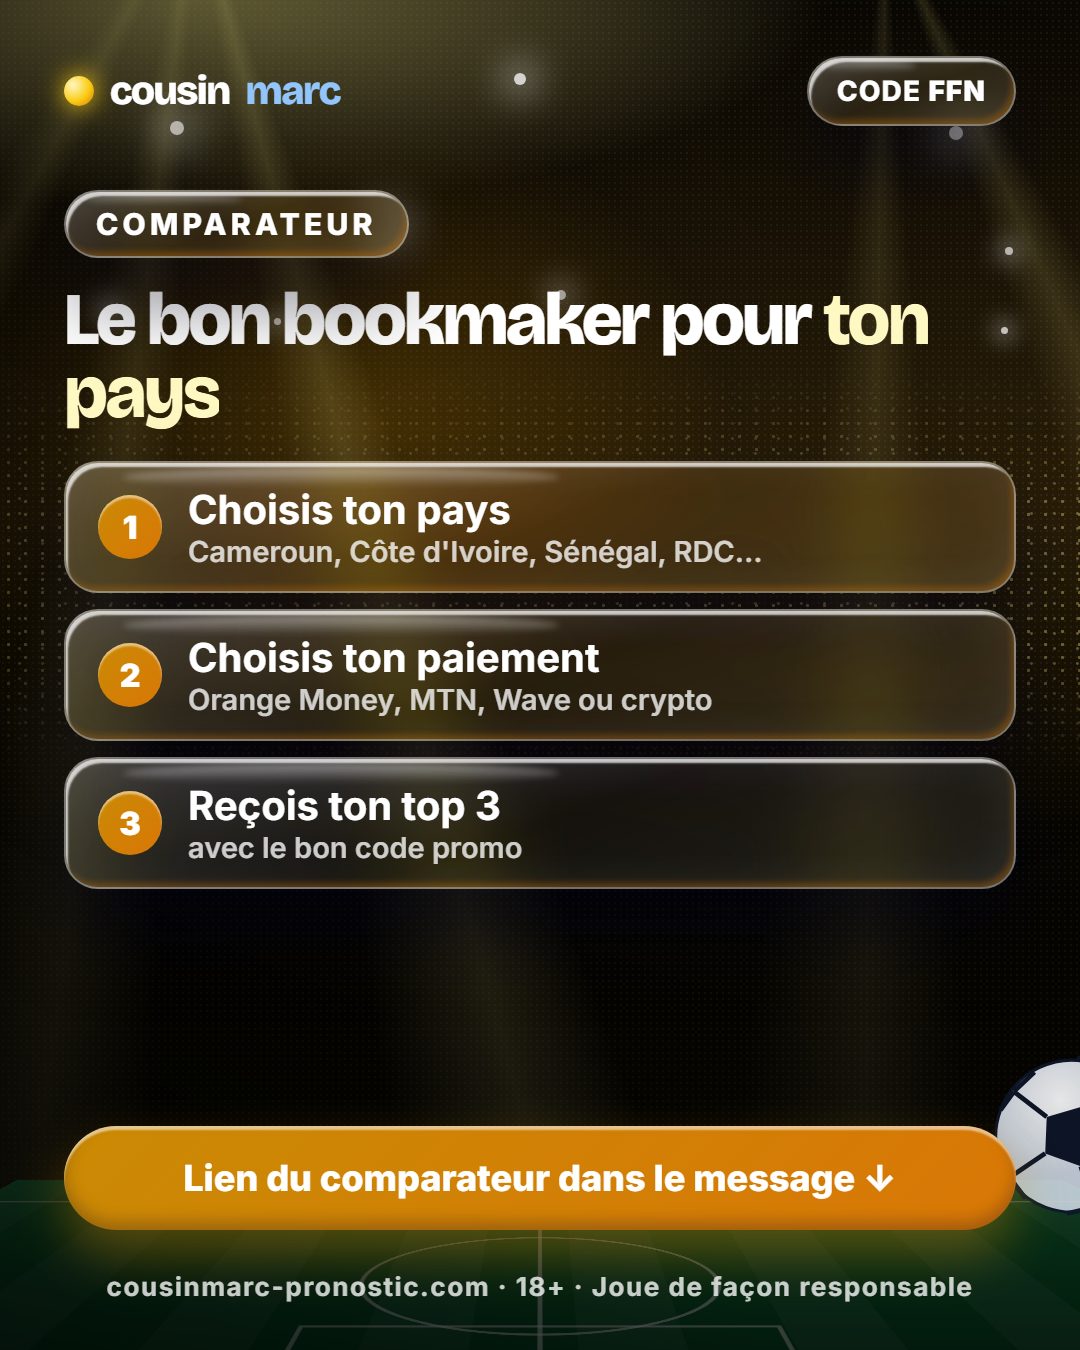 cousin marc
CODE FFN
COMPARATEUR
Le bon bookmaker pour ton
pays
1
Choisis ton pays
Cameroun, Côte d'Ivoire, Sénégal, RDC...
2
Choisis ton paiement
Orange Money, MTN, Wave ou crypto
3
Reçois ton top 3
avec le bon code promo
Lien du comparateur dans le message ↓
cousinmarc-pronostic.com · 18+ · Joue de façon responsable